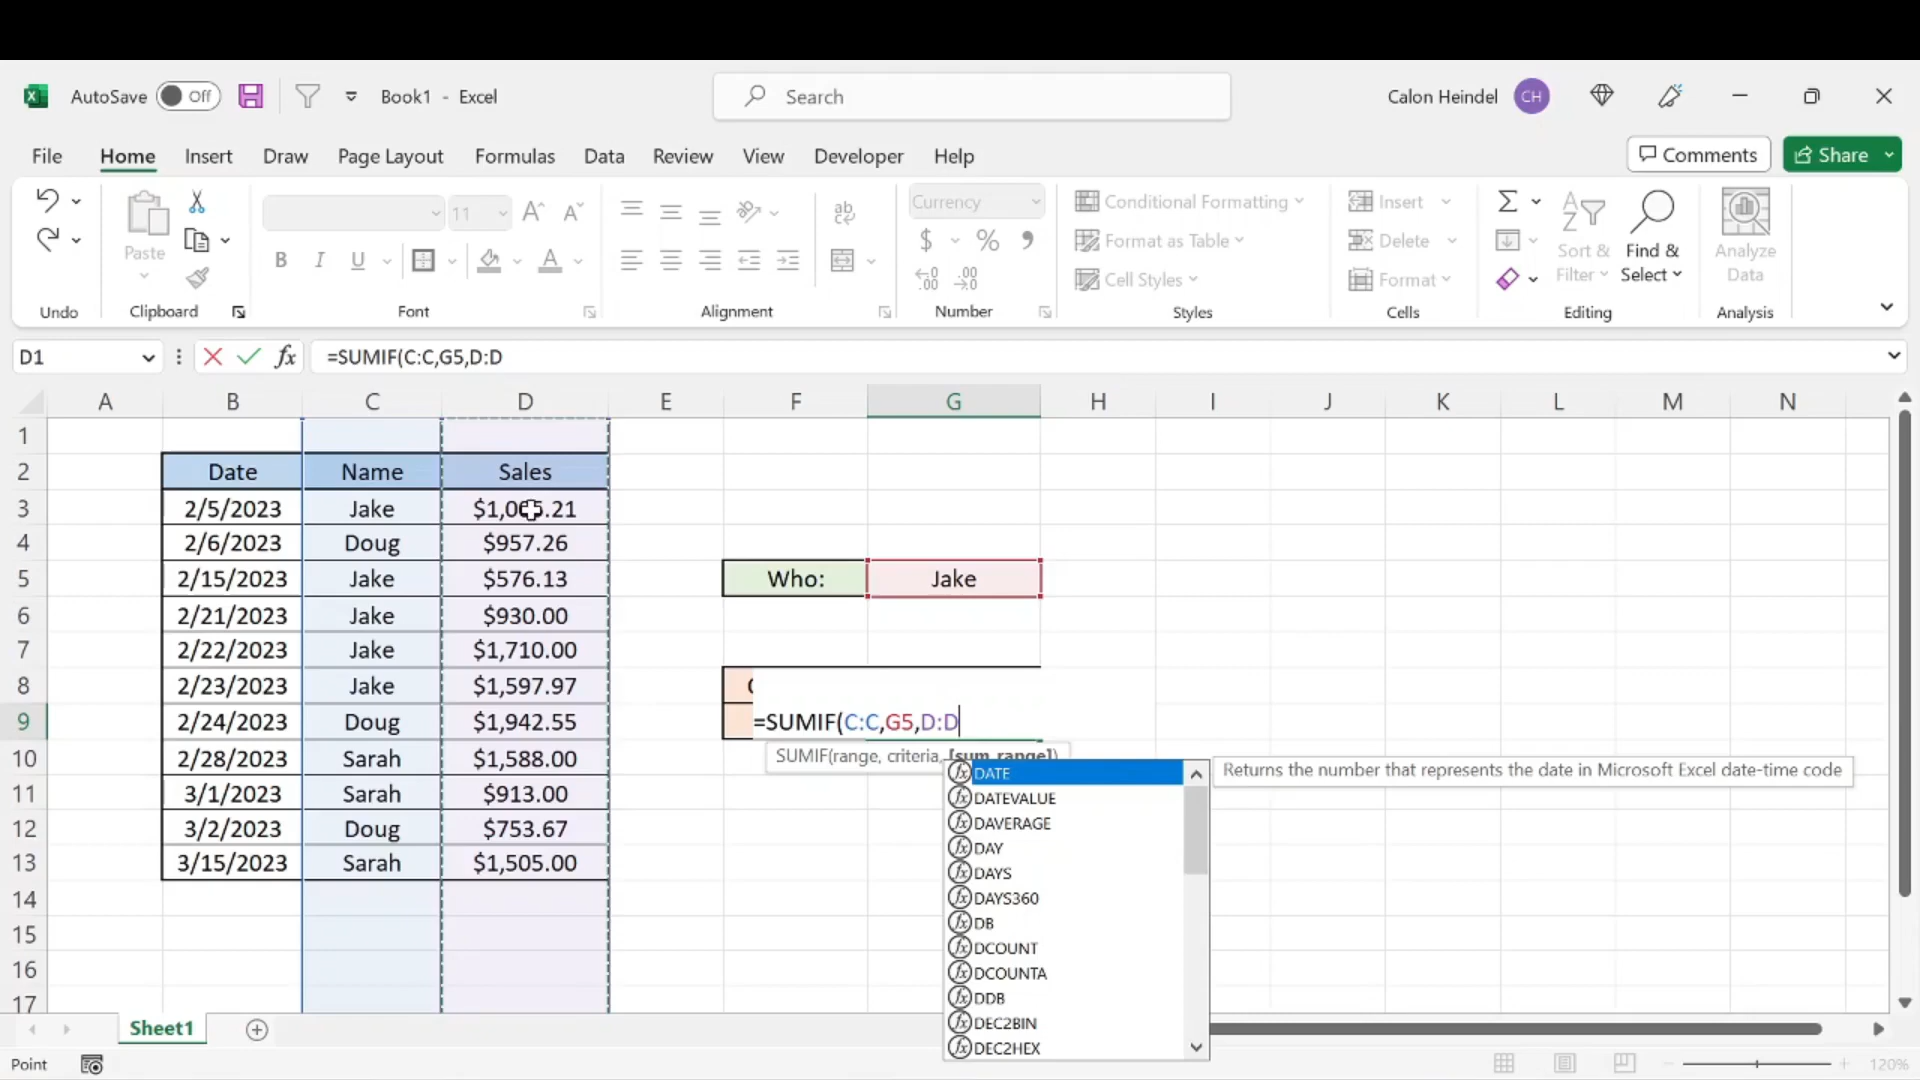 AutoSave Off Book1 - Excel Search Calon Heindel CH
File Home Insert Draw Page Layout Formulas Data Review View Developer Help Comments Share
11 A^ A˅ ab Currency Conditional Formatting Insert Σ
Paste $ % , Format as Table Delete Sort & Filter Find & Select Analyze Data
B I U A .00 Cell Styles Format
Undo Clipboard Font Alignment Number Styles Cells Editing Analysis
D1 fx =SUMIF(C:C,G5,D:D
A B C D E F G H I J K L M N
1
2 Date Name Sales
3 2/5/2023 Jake
4 2/6/2023 Doug $957.26
5 2/15/2023 Jake $576.13 Who: Jake
6 2/21/2023 Jake $930.00
7 2/22/2023 Jake $1,710.00
8 2/23/2023 Jake $1,597.97
9 2/24/2023 Doug $1,942.55 =SUMIF(C:C,G5,D:D
10 2/28/2023 Sarah $1,588.00 SUMIF(range, criteria, [sum_range])
DATE Returns the number that represents the date in Microsoft Excel date-time code
11 3/1/2023 Sarah $913.00 DATEVALUE
DAVERAGE
12 3/2/2023 Doug $753.67 DAY
13 3/15/2023 Sarah $1,505.00 DAYS
14 DAYS360
15 DB
DCOUNT
16 DCOUNTA
17 DDB
Sheet1 DEC2BIN
DEC2HEX
Point 120%